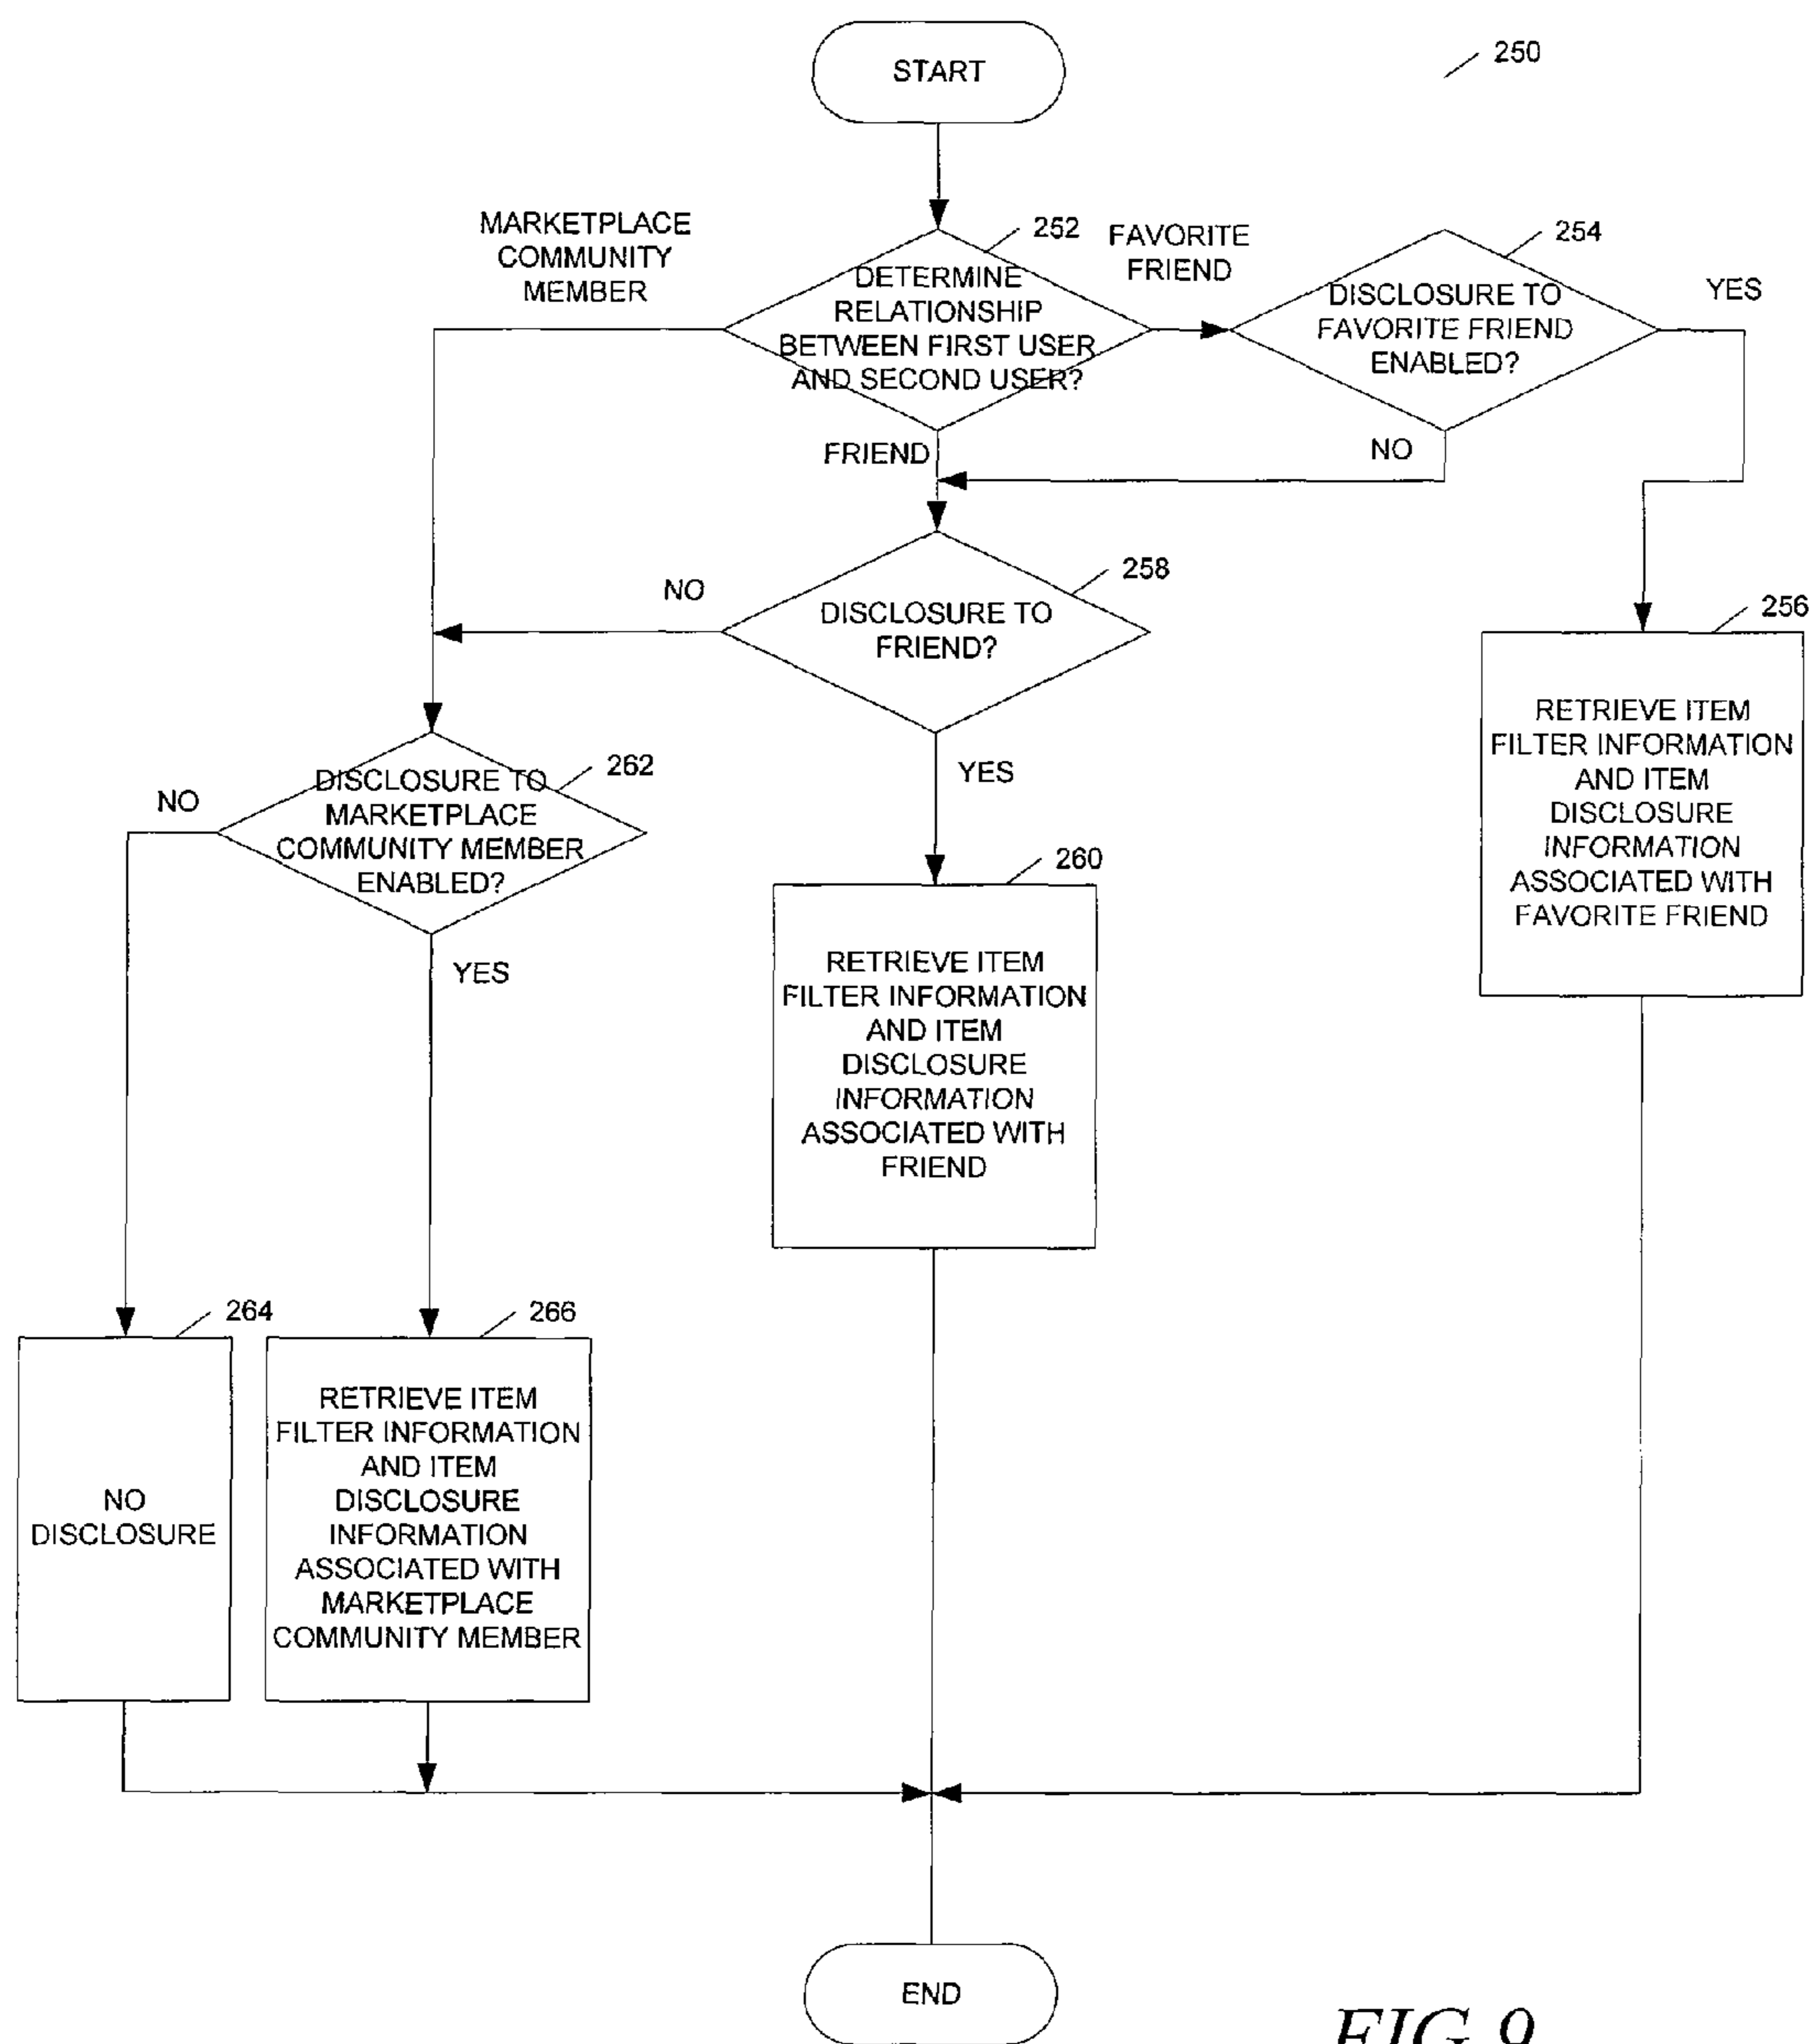 START
250
MARKETPLACE
COMMUNITY
MEMBER
252
DETERMINE
RELATIONSHIP
BETWEEN FIRST USER
AND SECOND USER?
FAVORITE
FRIEND
254
DISCLOSURE TO
FAVORITE FRIEND
ENABLED?
YES
FRIEND
NO
258
DISCLOSURE TO
FRIEND?
NO
YES
256
RETRIEVE ITEM
FILTER INFORMATION
AND ITEM
DISCLOSURE
INFORMATION
ASSOCIATED WITH
FAVORITE FRIEND
262
DISCLOSURE TO
MARKETPLACE
COMMUNITY MEMBER
ENABLED?
NO
YES
260
RETRIEVE ITEM
FILTER INFORMATION
AND ITEM
DISCLOSURE
INFORMATION
ASSOCIATED WITH
FRIEND
264
NO
DISCLOSURE
266
RETRIEVE ITEM
FILTER INFORMATION
AND ITEM
DISCLOSURE
INFORMATION
ASSOCIATED WITH
MARKETPLACE
COMMUNITY MEMBER
END
FIG 9